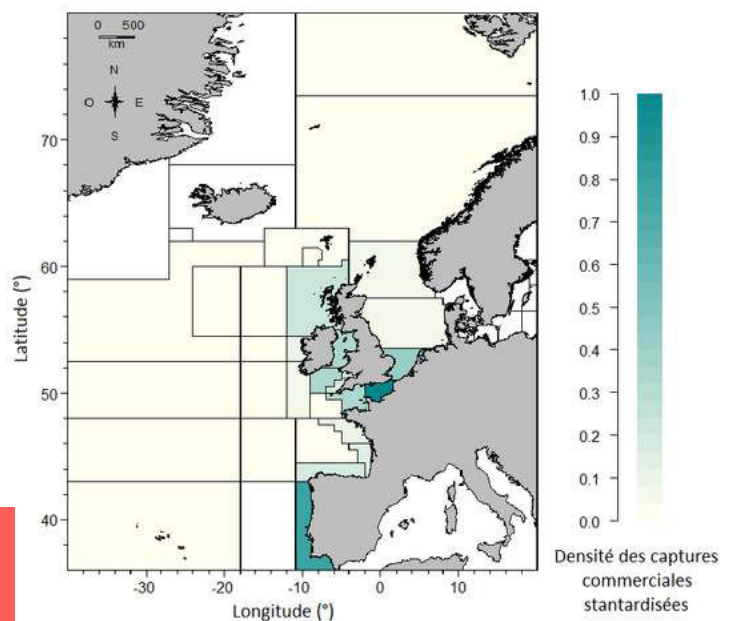 0 500
km
N
O E
S
70
60
50
40
Latitude (°)
-30 -20 -10 0 10
Longitude (°)
1.0
0.9
0.8
0.7
0.6
0.5
0.4
0.3
0.2
0.1
0.0
Densité des captures
commerciales
stantardisées